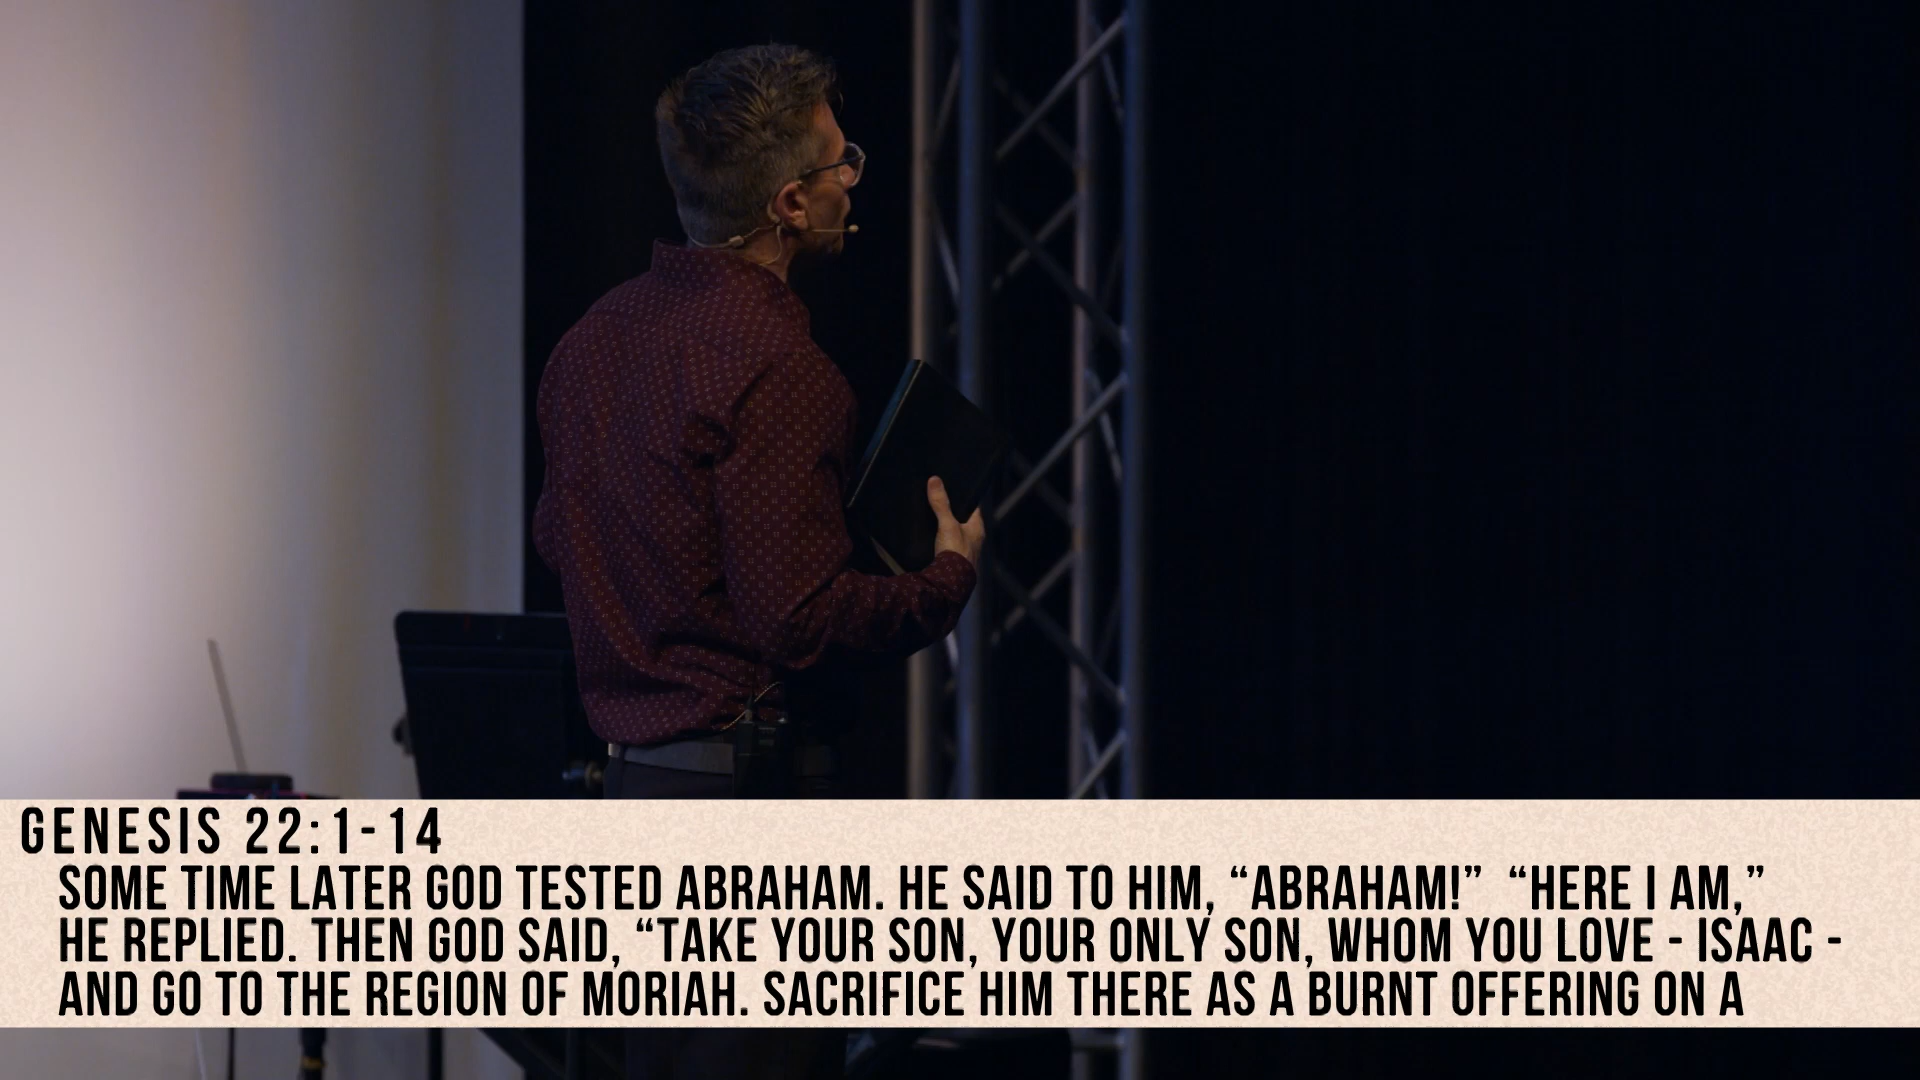 GENESIS 22:1-14
SOME TIME LATER GOD TESTED ABRAHAM. HE SAID TO HIM, “ABRAHAM!”  “HERE I AM,”
HE REPLIED. THEN GOD SAID, “TAKE YOUR SON, YOUR ONLY SON, WHOM YOU LOVE - ISAAC -
AND GO TO THE REGION OF MORIAH. SACRIFICE HIM THERE AS A BURNT OFFERING ON A